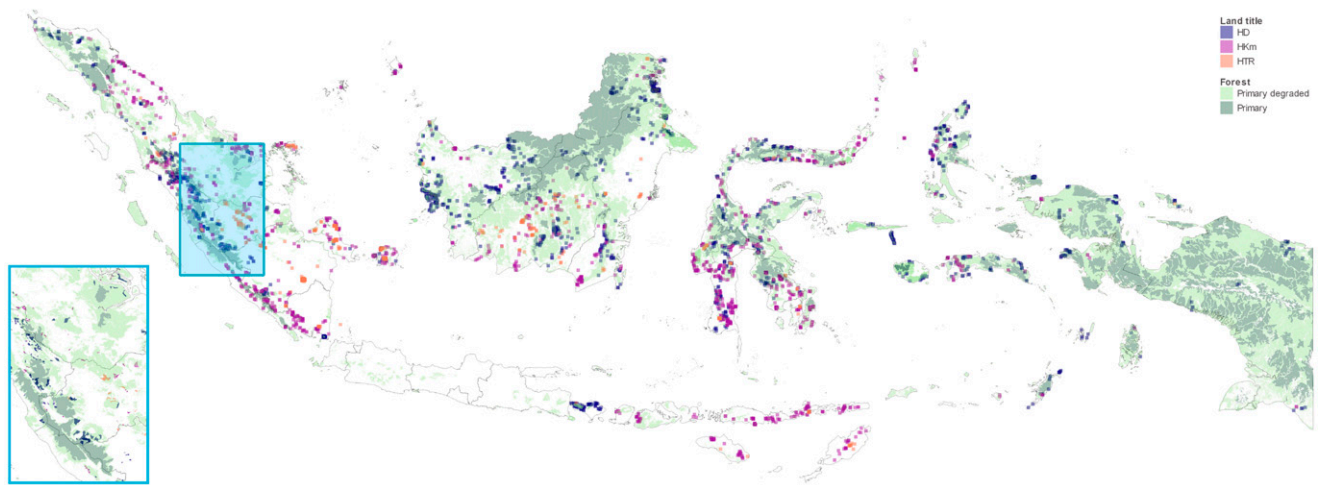 Land title
HD
HKm
HTR
Forest
Primary degraded
Primary